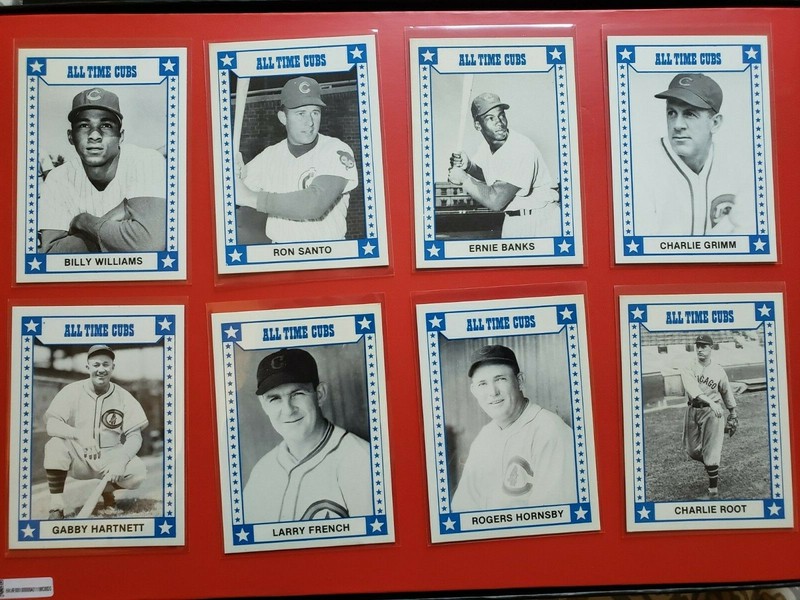 ALL TIME CUBS
BILLY WILLIAMS
ALL TIME CUBS
RON SANTO
ALL TIME CUBS
ERNIE BANKS
ALL TIME CUBS
CHARLIE GRIMM
ALL TIME CUBS
GABBY HARTNETT
ALL TIME CUBS
LARRY FRENCH
ALL TIME CUBS
ROGERS HORNSBY
ALL TIME CUBS
CHICAGO
CHARLIE ROOT